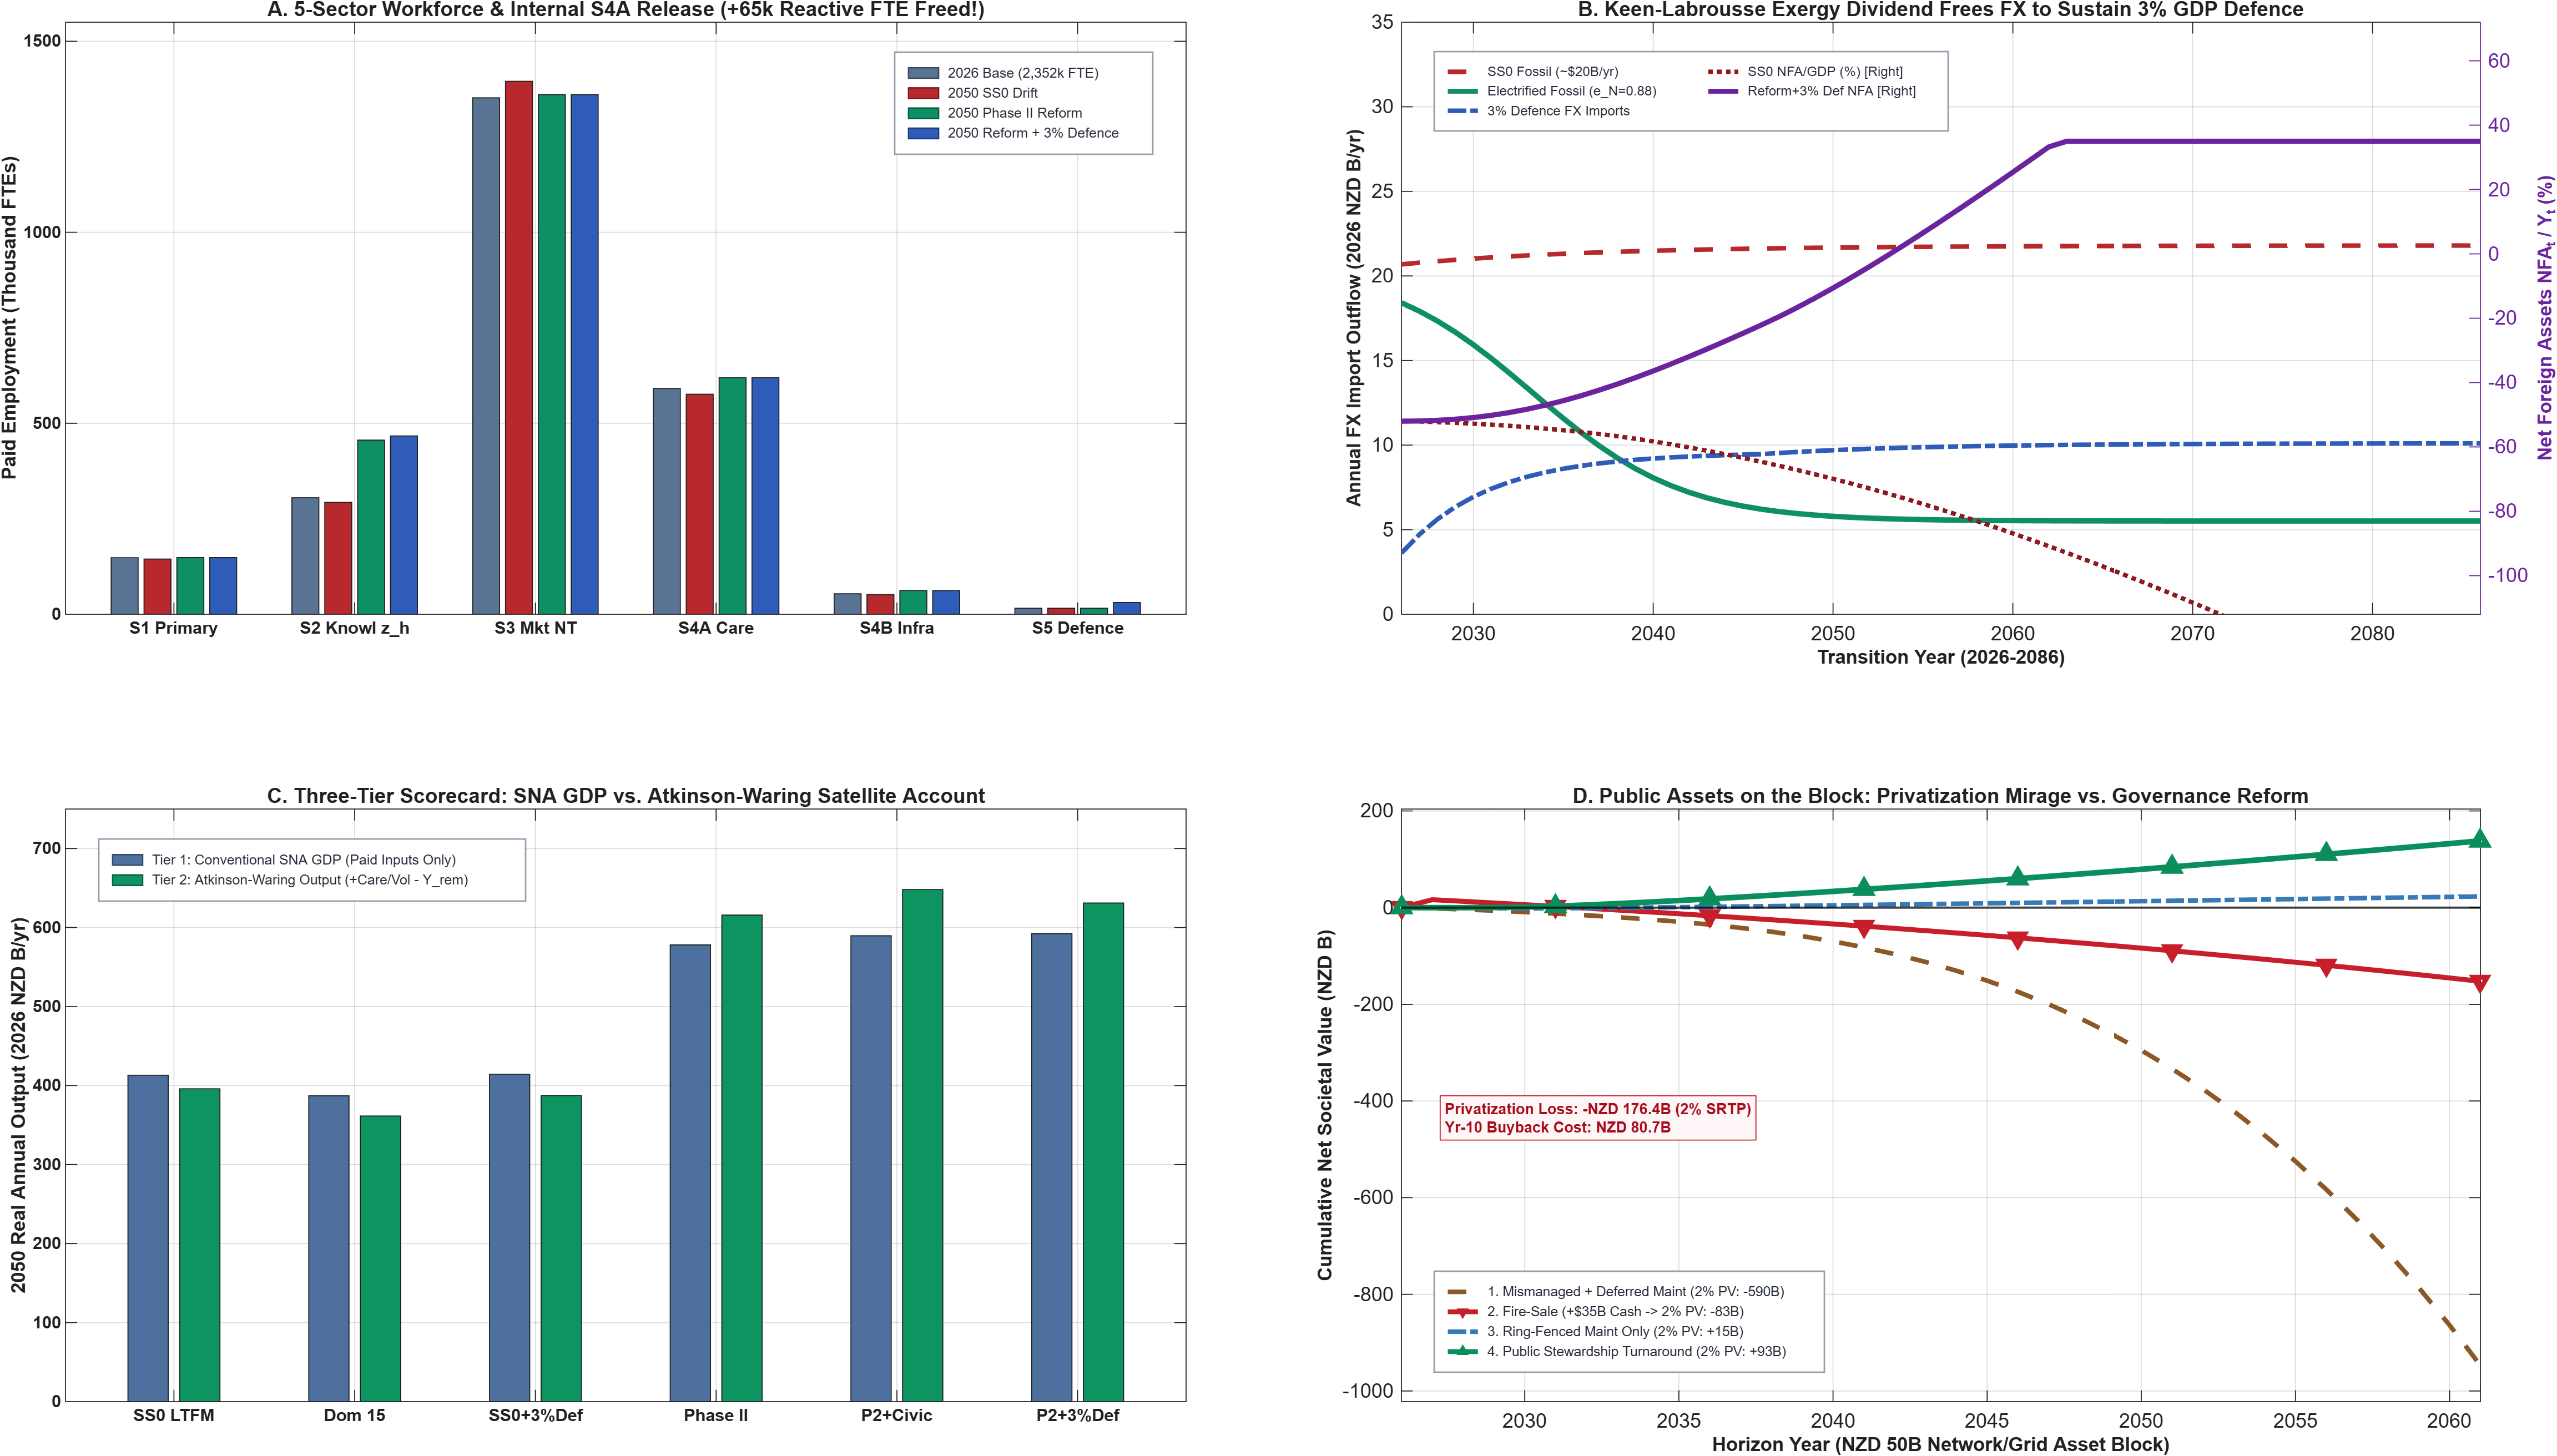 A. 5-Sector Workforce & Internal S4A Release (+65k Reactive FTE Freed!)
Paid Employment (Thousand FTEs)
1500
1000
500
0
2026 Base (2,352k FTE)
2050 SS0 Drift
2050 Phase II Reform
2050 Reform + 3% Defence
S1 Primary
S2 Knowl z_h
S3 Mkt NT
S4A Care
S4B Infra
S5 Defence
B. Keen-Labrousse Exergy Dividend Frees FX to Sustain 3% GDP Defence
Annual FX Import Outflow (2026 NZD B/yr)
35
30
25
20
15
10
5
0
SS0 Fossil (~$20B/yr)
Electrified Fossil (e_N=0.88)
3% Defence FX Imports
SS0 NFA/GDP (%) [Right]
Reform+3% Def NFA [Right]
60
40
20
0
-20
-40
-60
-80
-100
Net Foreign Assets NFAt / Yt (%)
2030
2040
2050
2060
2070
2080
Transition Year (2026-2086)
C. Three-Tier Scorecard: SNA GDP vs. Atkinson-Waring Satellite Account
2050 Real Annual Output (2026 NZD B/yr)
700
600
500
400
300
200
100
0
Tier 1: Conventional SNA GDP (Paid Inputs Only)
Tier 2: Atkinson-Waring Output (+Care/Vol - Y_rem)
SS0 LTFM
Dom 15
SS0+3%Def
Phase II
P2+Civic
P2+3%Def
D. Public Assets on the Block: Privatization Mirage vs. Governance Reform
Cumulative Net Societal Value (NZD B)
200
0
-200
-400
-600
-800
-1000
Privatization Loss: -NZD 176.4B (2% SRTP)
Yr-10 Buyback Cost: NZD 80.7B
1. Mismanaged + Deferred Maint (2% PV: -590B)
2. Fire-Sale (+$35B Cash -> 2% PV: -83B)
3. Ring-Fenced Maint Only (2% PV: +15B)
4. Public Stewardship Turnaround (2% PV: +93B)
2030
2035
2040
2045
2050
2055
2060
Horizon Year (NZD 50B Network/Grid Asset Block)